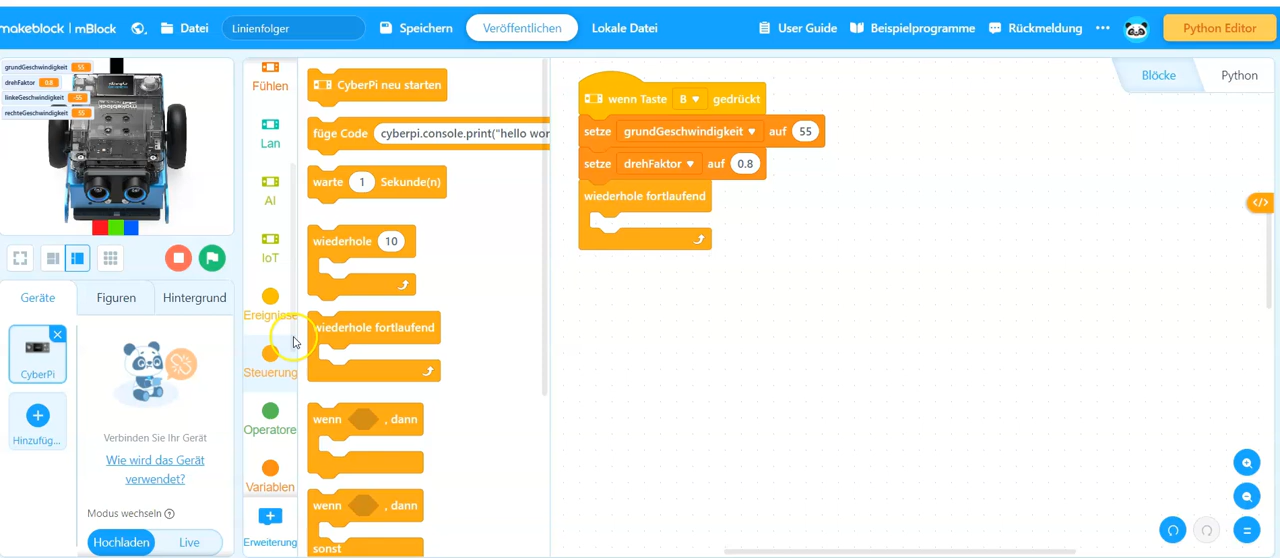 makeblock | mBlock
Datei
Linienfolger
Speichern
Veröffentlichen
Lokale Datei
User Guide
Beispielprogramme
Rückmeldung
Python Editor
grundGeschwindigkeit 55
drehFaktor 0.8
linkeGeschwindigkeit -55
rechteGeschwindigkeit 55
Geräte
Figuren
Hintergrund
CyberPi
Hinzufüg...
Verbinden Sie Ihr Gerät
Wie wird das Gerät
verwendet?
Modus wechseln
Hochladen
Live
Fühlen
Lan
AI
IoT
Ereignisse
Steuerung
Operatore
Variablen
Erweiterung
CyberPi neu starten
füge Code cyberpi.console.print("hello wor
warte 1 Sekunde(n)
wiederhole 10
wiederhole fortlaufend
wenn , dann
wenn , dann
sonst
wenn Taste B gedrückt
setze grundGeschwindigkeit auf 55
setze drehFaktor auf 0.8
wiederhole fortlaufend
Blöcke
Python